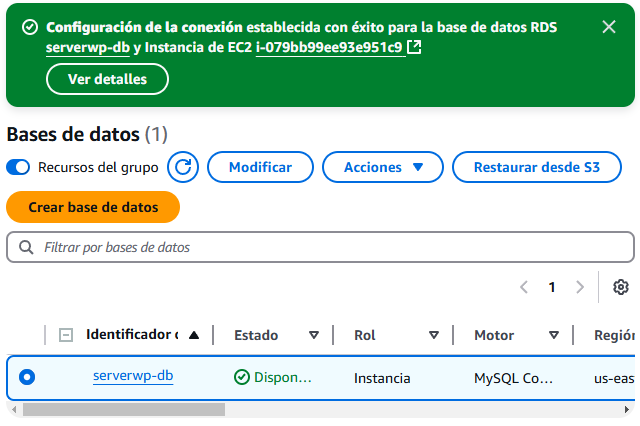 Configuración de la conexión establecida con éxito para la base de datos RDS
serverwp-db y Instancia de EC2 i-079bb99ee93e951c9
Ver detalles
Bases de datos (1)
Recursos del grupo
Modificar
Acciones
Restaurar desde S3
Crear base de datos
Filtrar por bases de datos
1
Identificador d
Estado
Rol
Motor
Región
serverwp-db
Dispon...
Instancia
MySQL Co...
us-eas